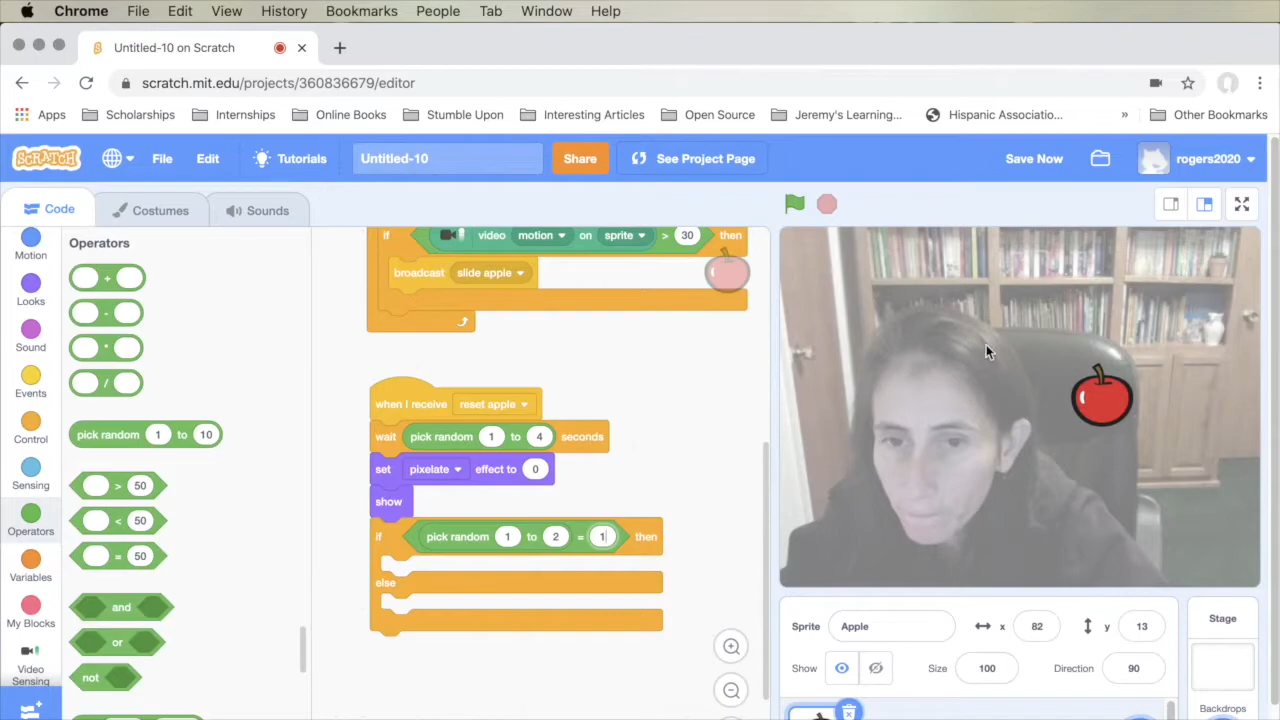 Chrome File Edit View History Bookmarks People Tab Window Help
Untitled-10 on Scratch
scratch.mit.edu/projects/360836679/editor
Apps Scholarships Internships Online Books Stumble Upon Interesting Articles Open Source Jeremy's Learning... Hispanic Associatio... » Other Bookmarks
SCRATCH File Edit Tutorials Untitled-10 Share See Project Page Save Now rogers2020
Code Costumes Sounds
Motion
Looks
Sound
Events
Control
Sensing
Operators
Variables
My Blocks
Video
Sensing
Operators
+
-
*
/
pick random 1 to 10
> 50
< 50
= 50
and
or
not
if video motion on sprite > 30 then
broadcast slide apple
when I receive reset apple
wait pick random 1 to 4 seconds
set pixelate effect to 0
show
if pick random 1 to 2 = 1 then
else
Sprite Apple x 82 y 13
Show Size 100 Direction 90
Stage
Backdrops